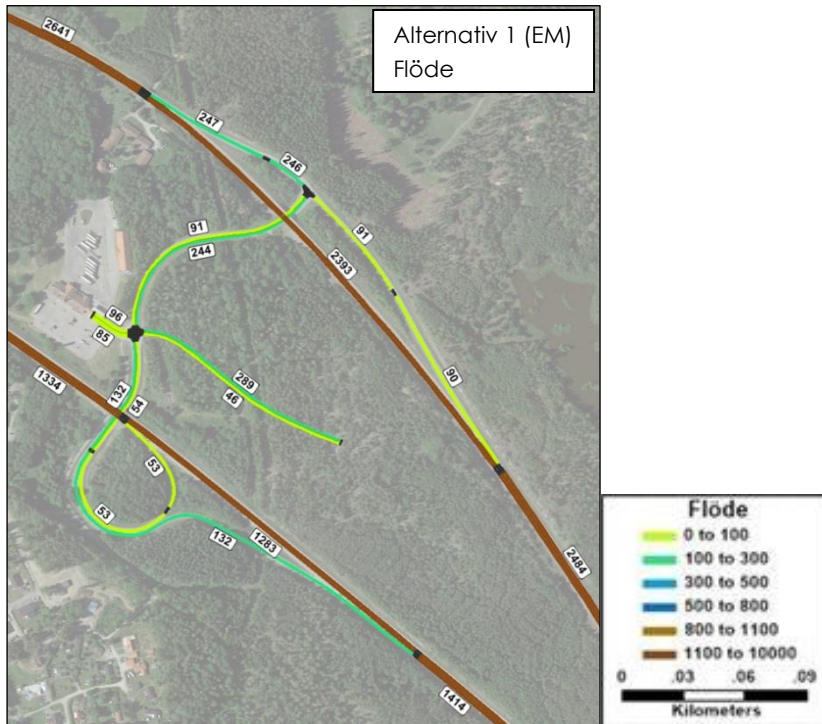 Alternativ 1 (EM)
Flöde
2641
247
246
91
244
91
2393
96
85
1334
132
54
289
46
90
53
53
132
1283
2484
1414
Flöde
0 to 100
100 to 300
300 to 500
500 to 800
800 to 1100
1100 to 10000
0 .03 .06 .09
Kilometers